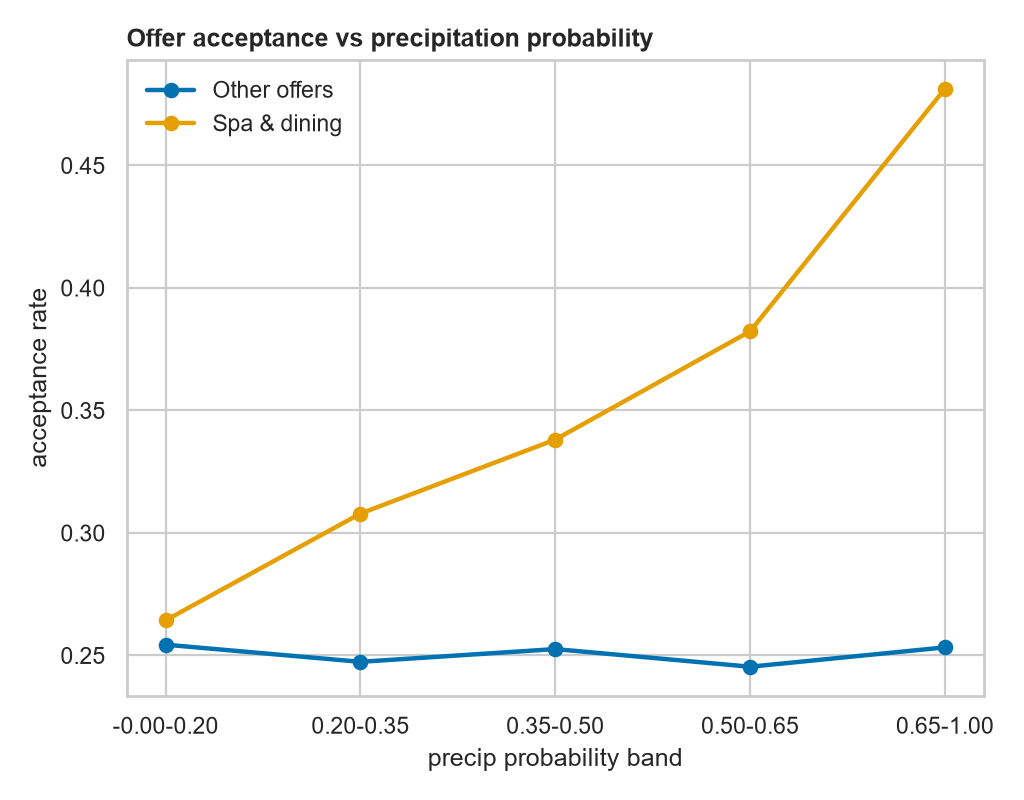 Offer acceptance vs precipitation probability
Other offers
Spa & dining
0.45
0.40
0.35
0.30
0.25
acceptance rate
-0.00-0.20 0.20-0.35 0.35-0.50 0.50-0.65 0.65-1.00
precip probability band